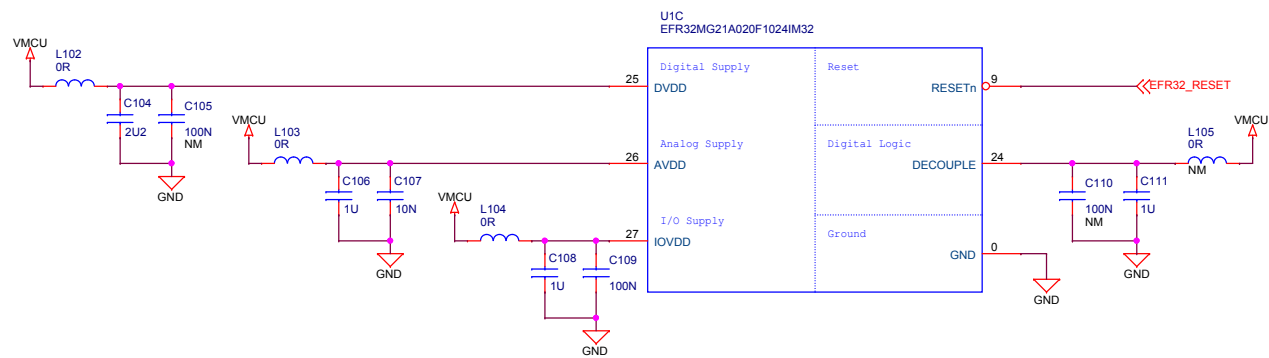 U1C
EFR32MG21A020F1024IM32
VMCU
L102
0R
Digital Supply
Reset
25
DVDD
RESETn
9
EFR32_RESET
C104
2U2
C105
100N
NM
GND
VMCU
L103
0R
Analog Supply
Digital Logic
26
AVDD
DECOUPLE
24
L105
0R
NM
VMCU
C106
1U
C107
10N
GND
C110
100N
NM
C111
1U
GND
VMCU
L104
0R
I/O Supply
Ground
27
IOVDD
GND
0
GND
C108
1U
C109
100N
GND